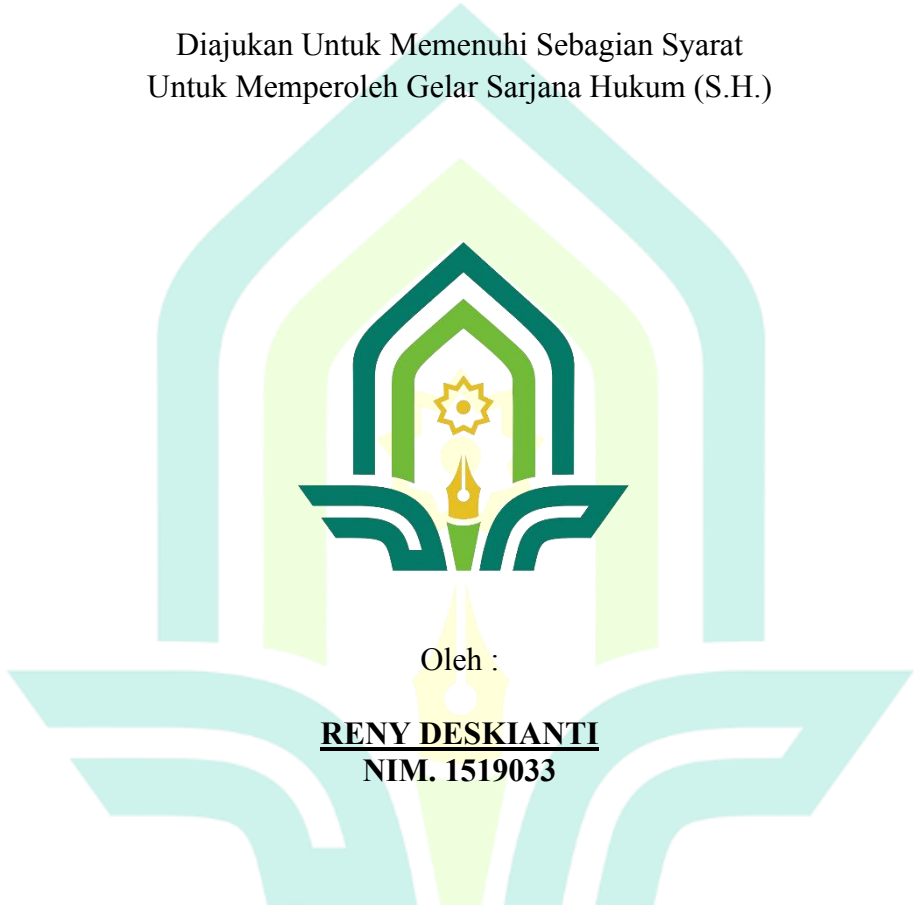 Diajukan Untuk Memenuhi Sebagian Syarat
Untuk Memperoleh Gelar Sarjana Hukum (S.H.)
Oleh :
RENY DESKIANTI
NIM. 1519033